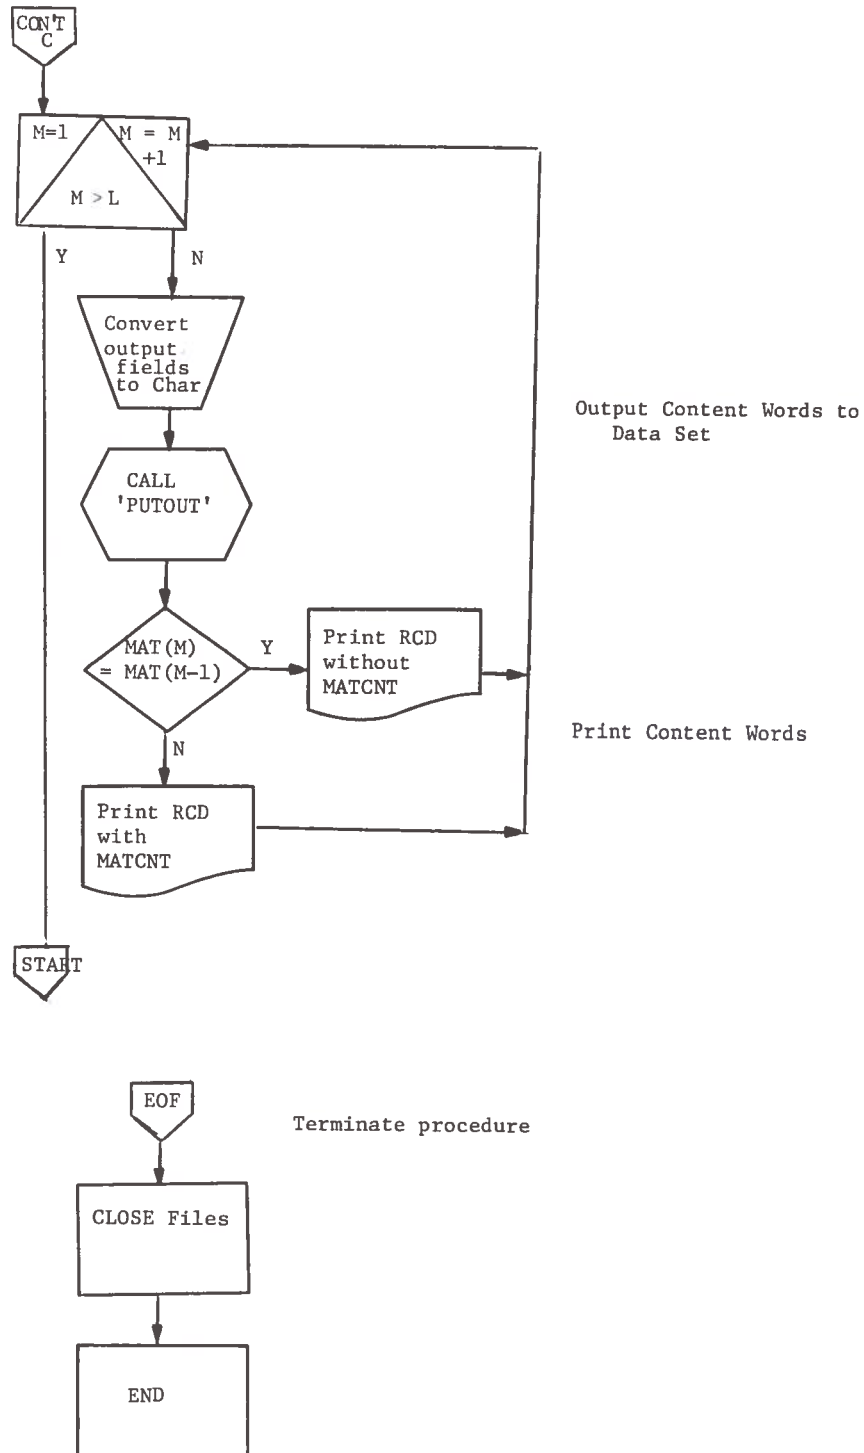 CON'T
C
M=1
M = M
+1
M > L
Y
N
Convert
output
fields
to Char
Output Content Words to
Data Set
CALL
'PUTOUT'
MAT(M)
= MAT(M-1)
Y
Print RCD
without
MATCNT
N
Print Content Words
Print RCD
with
MATCNT
START
EOF
Terminate procedure
CLOSE Files
END